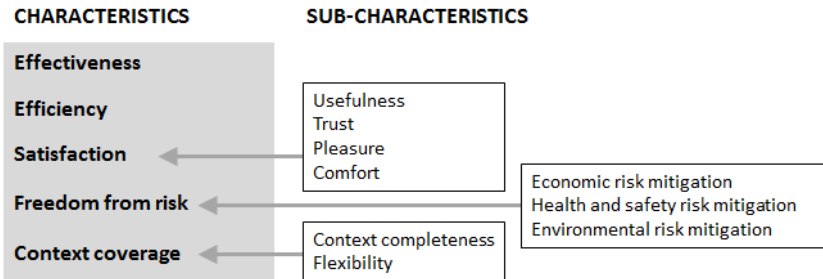 CHARACTERISTICS
SUB-CHARACTERISTICS
Effectiveness
Efficiency
Satisfaction
Freedom from risk
Context coverage
Usefulness
Trust
Pleasure
Comfort
Economic risk mitigation
Health and safety risk mitigation
Environmental risk mitigation
Context completeness
Flexibility